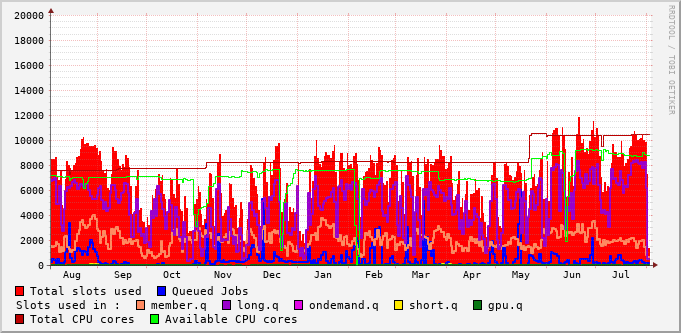 20000
18000
16000
14000
12000
10000
8000
6000
4000
2000
0
Aug Sep Oct Nov Dec Jan Feb Mar Apr May Jun Jul
RRDTOOL / TOBI OETIKER
Total slots used Queued Jobs
Slots used in : member.q long.q ondemand.q short.q gpu.q
Total CPU cores Available CPU cores